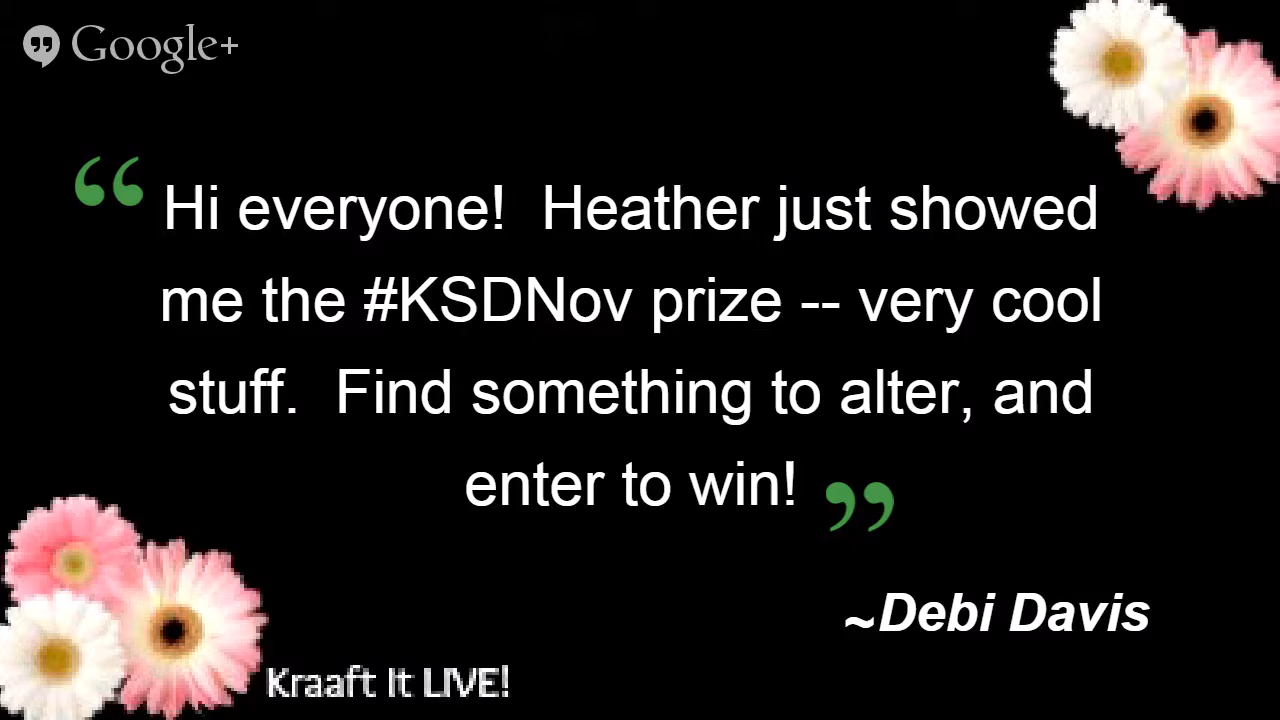 Google+
“ Hi everyone!  Heather just showed
me the #KSDNov prize -- very cool
stuff.  Find something to alter, and
enter to win! ”
~Debi Davis
Kraaft It LIVE!